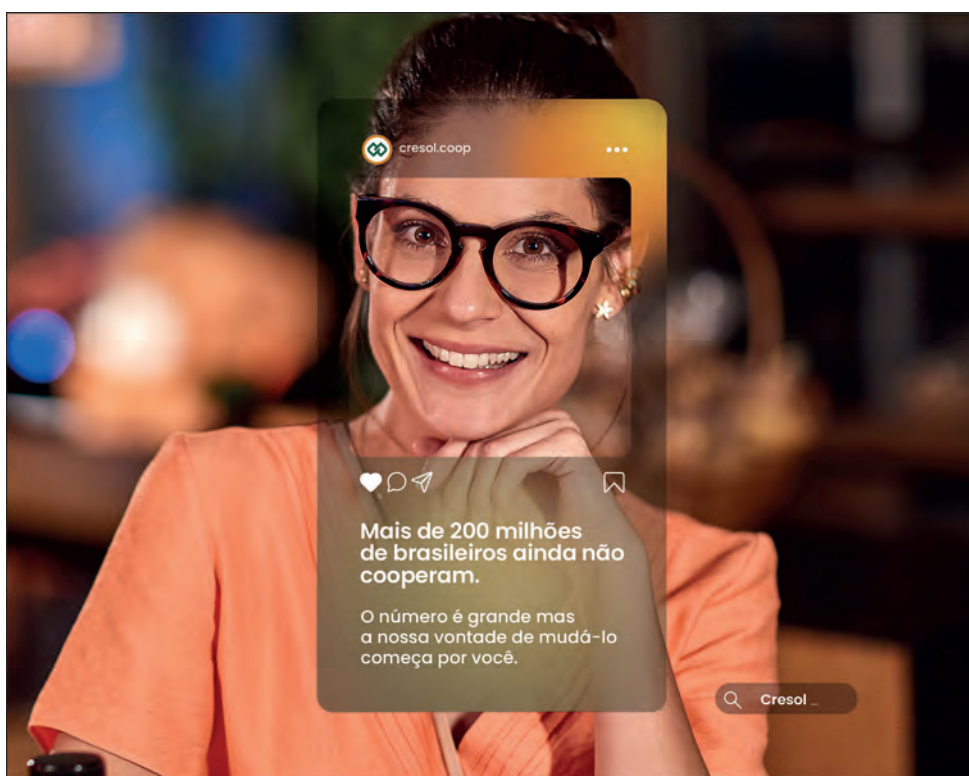 cresol.coop
Mais de 200 milhões
de brasileiros ainda não
cooperam.
O número é grande mas
a nossa vontade de mudá-lo
começa por você.
Cresol _